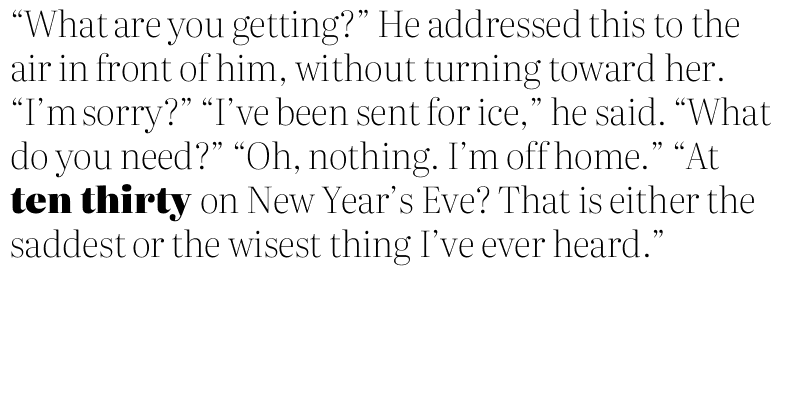 “What are you getting?” He addressed this to the
air in front of him, without turning toward her.
“I’m sorry?” “I’ve been sent for ice,” he said. “What
do you need?” “Oh, nothing. I’m off home.” “At
ten thirty on New Year’s Eve? That is either the
saddest or the wisest thing I’ve ever heard.”